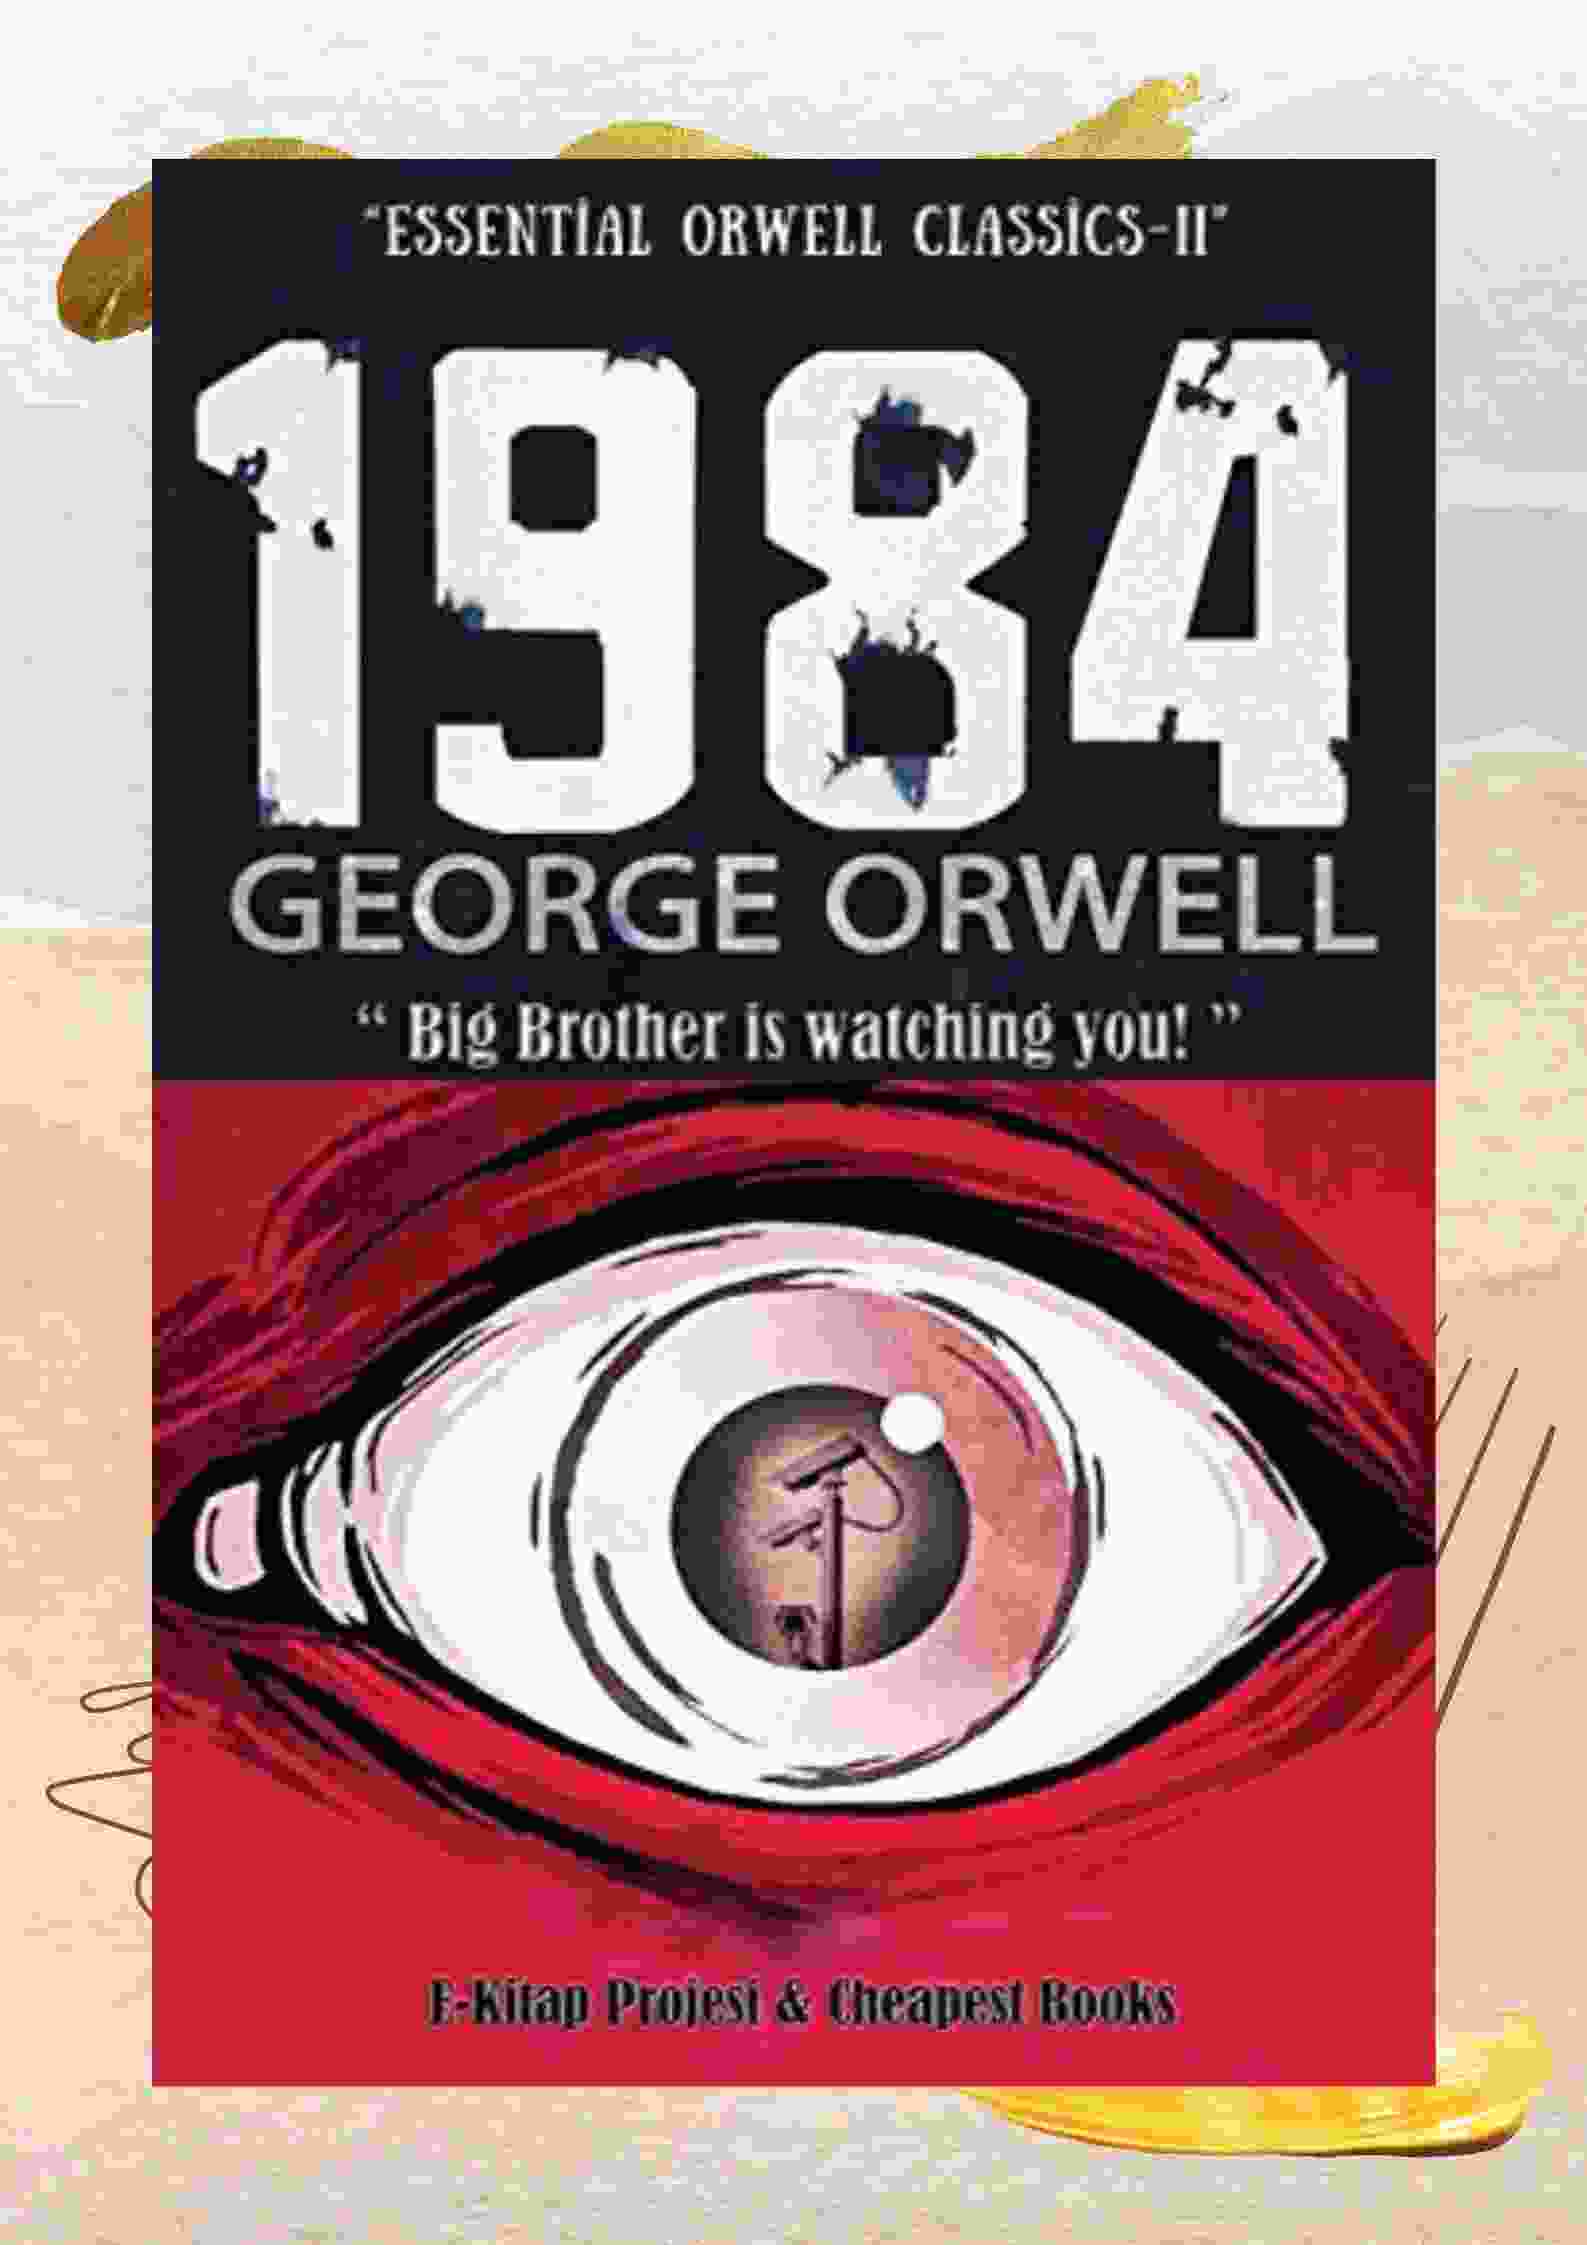 "ESSENTİAL ORWELL CLASSİCS-II"
1984
GEORGE ORWELL
“ Big Brother is watching you! ”
E-Kitap Projesi & Cheapest Books